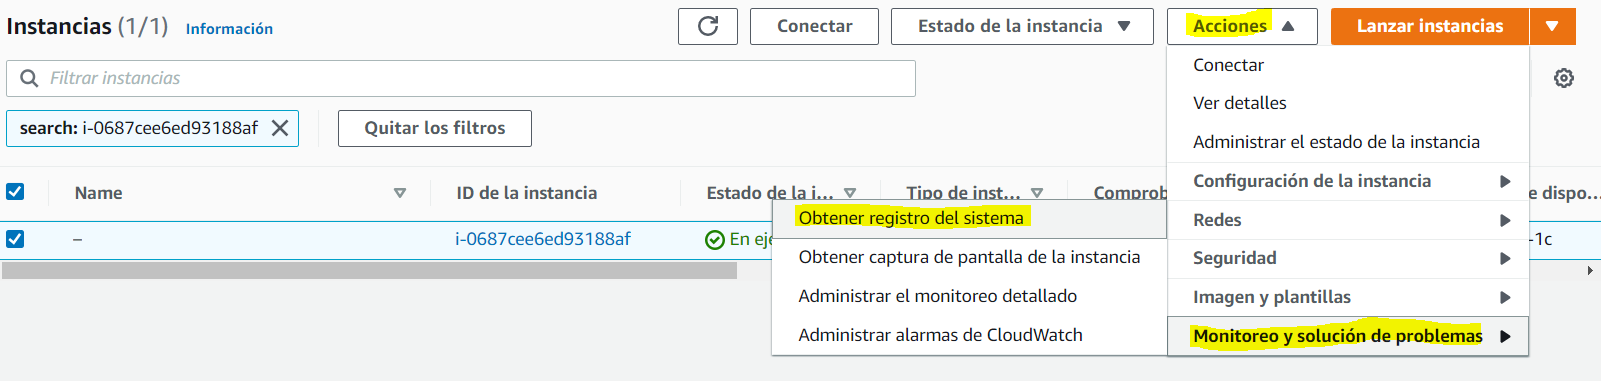 Instancias (1/1) Información Conectar Estado de la instancia Acciones Lanzar instancias
Filtrar instancias
search: i-0687cee6ed93188af Quitar los filtros
Name ID de la instancia Estado de la i... Tipo de inst... Comprob e dispo...
– i-0687cee6ed93188af En eje -1c
Conectar
Ver detalles
Administrar el estado de la instancia
Configuración de la instancia
Redes
Seguridad
Imagen y plantillas
Monitoreo y solución de problemas
Obtener registro del sistema
Obtener captura de pantalla de la instancia
Administrar el monitoreo detallado
Administrar alarmas de CloudWatch